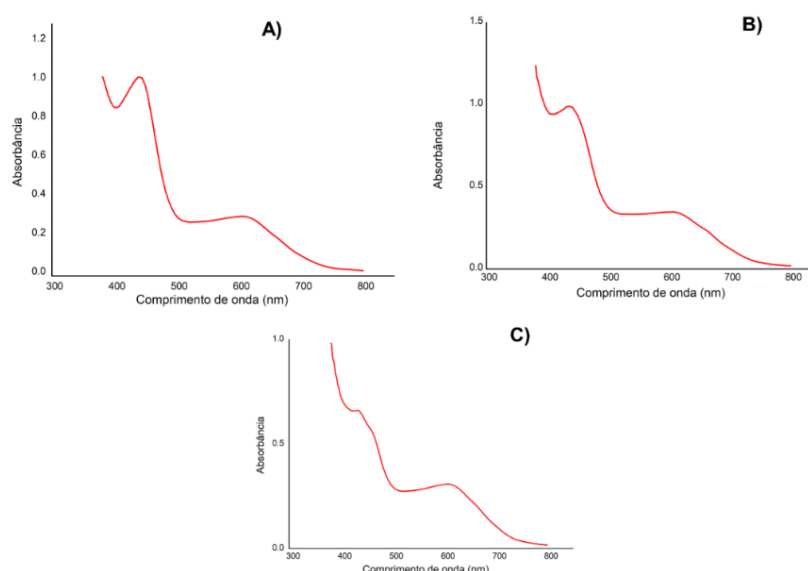 A)
1.2
1.0
0.8
0.6
0.4
0.2
0.0
Absorbância
300 400 500 600 700 800
Comprimento de onda (nm)
B)
1.5
1.0
0.5
0.0
Absorbância
300 400 500 600 700 800
Comprimento de onda (nm)
C)
1.0
0.5
0.0
Absorbância
300 400 500 600 700 800
Comprimento de onda (nm)